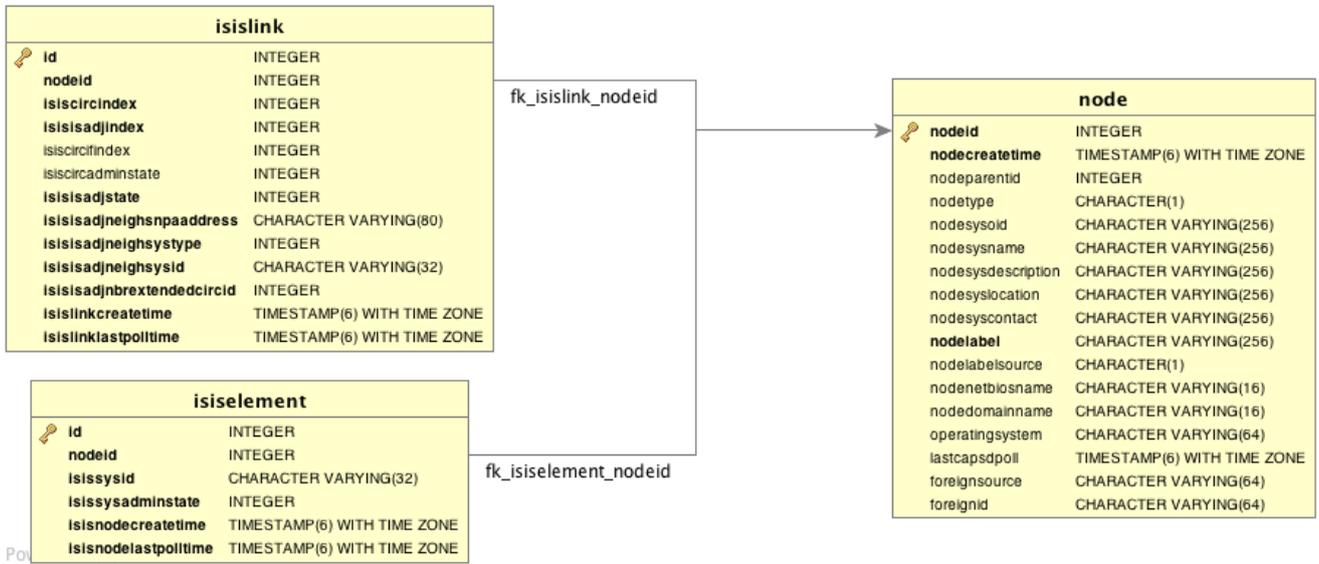 isislink
id INTEGER
nodeid INTEGER
isiscircindex INTEGER
isisisadjindex INTEGER
isiscircifindex INTEGER
isiscircadminstate INTEGER
isisisadjstate INTEGER
isisisadjneighsnpaaddress CHARACTER VARYING(80)
isisisadjneighsystype INTEGER
isisisadjneighsysid CHARACTER VARYING(32)
isisisadjnbrextendedcircid INTEGER
isislinkcreatetime TIMESTAMP(6) WITH TIME ZONE
isislinklastpolltime TIMESTAMP(6) WITH TIME ZONE
fk_isislink_nodeid
isiselement
id INTEGER
nodeid INTEGER
isissysid CHARACTER VARYING(32)
isissysadminstate INTEGER
isisnodecreatetime TIMESTAMP(6) WITH TIME ZONE
isisnodelastpolltime TIMESTAMP(6) WITH TIME ZONE
fk_isiselement_nodeid
node
nodeid INTEGER
nodecreatetime TIMESTAMP(6) WITH TIME ZONE
nodeparentid INTEGER
nodetype CHARACTER(1)
nodesysoid CHARACTER VARYING(256)
nodesysname CHARACTER VARYING(256)
nodesysdescription CHARACTER VARYING(256)
nodesyslocation CHARACTER VARYING(256)
nodesyscontact CHARACTER VARYING(256)
nodelabel CHARACTER VARYING(256)
nodelabelsource CHARACTER(1)
nodenetbiosname CHARACTER VARYING(16)
nodedomainname CHARACTER VARYING(16)
operatingsystem CHARACTER VARYING(64)
lastcapsdpoll TIMESTAMP(6) WITH TIME ZONE
foreignsource CHARACTER VARYING(64)
foreignid CHARACTER VARYING(64)